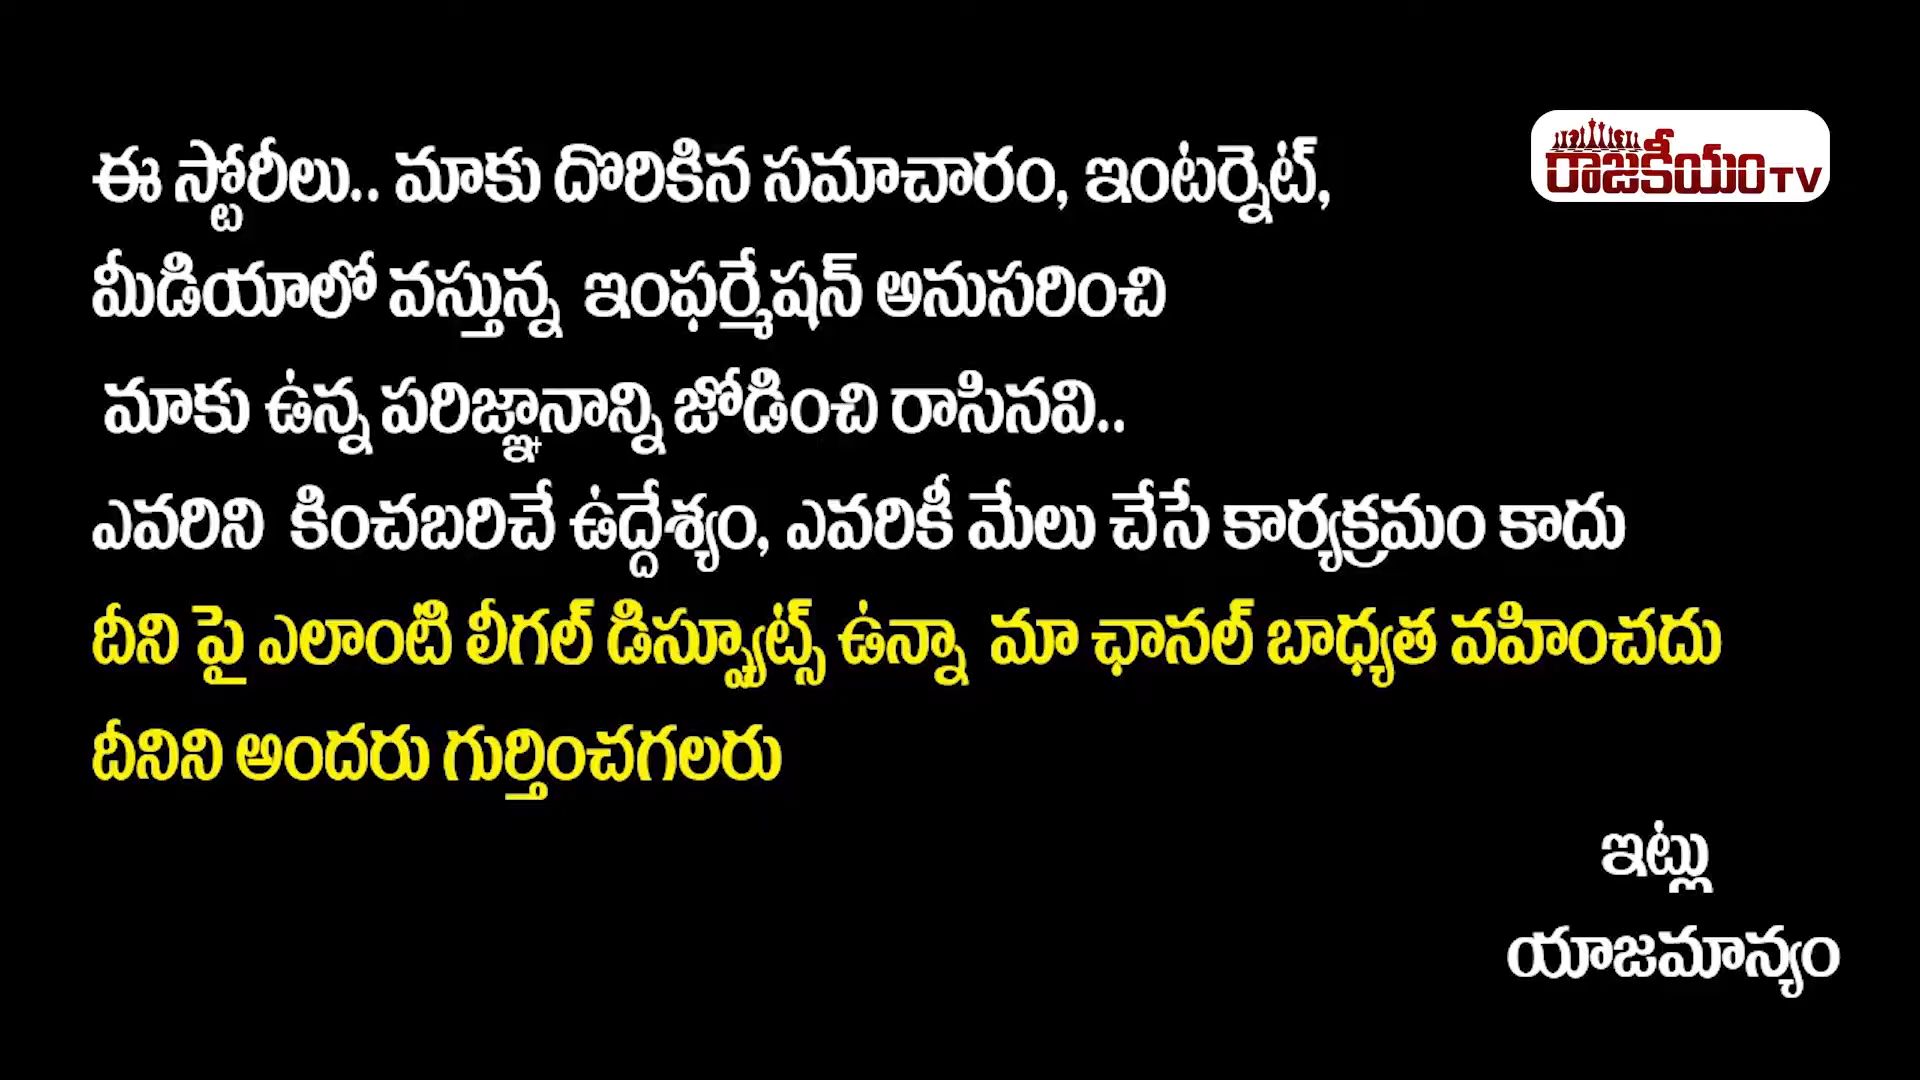 రాజకీయంTV
ఈ స్టోరీలు.. మాకు దొరికిన సమాచారం, ఇంటర్నెట్,
మీడియాలో వస్తున్న ఇంఫర్మేషన్ అనుసరించి
మాకు ఉన్న పరిజ్ఞానాన్ని జోడించి రాసినవి..
ఎవరిని కించబరిచే ఉద్దేశ్యం, ఎవరికీ మేలు చేసే కార్యక్రమం కాదు
దీని పై ఎలాంటి లీగల్ డిస్ప్యూట్స్ ఉన్నా మా ఛానల్ బాధ్యత వహించదు
దీనిని అందరు గుర్తించగలరు
ఇట్లు
యాజమాన్యం